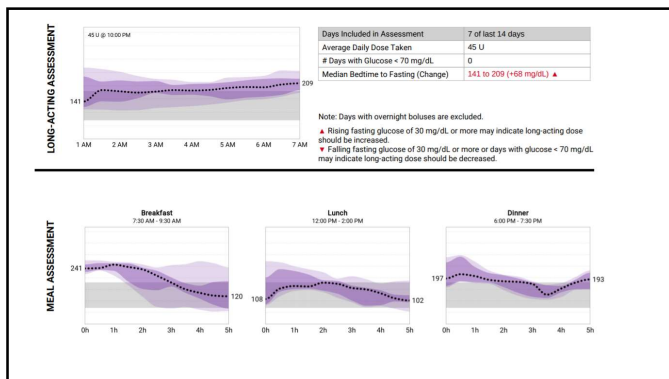 LONG-ACTING ASSESSMENT
45 U @ 10:00 PM
141
209
1 AM 2 AM 3 AM 4 AM 5 AM 6 AM 7 AM
Days Included in Assessment 7 of last 14 days
Average Daily Dose Taken 45 U
# Days with Glucose < 70 mg/dL 0
Median Bedtime to Fasting (Change) 141 to 209 (+68 mg/dL) ▲
Note: Days with overnight boluses are excluded.
▲ Rising fasting glucose of 30 mg/dL or more may indicate long-acting dose
should be increased.
▼ Falling fasting glucose of 30 mg/dL or more or days with glucose < 70 mg/dL
may indicate long-acting dose should be decreased.
MEAL ASSESSMENT
Breakfast
7:30 AM - 9:30 AM
241
120
0h 1h 2h 3h 4h 5h
Lunch
12:00 PM - 2:00 PM
108
102
0h 1h 2h 3h 4h 5h
Dinner
6:00 PM - 7:30 PM
197
193
0h 1h 2h 3h 4h 5h